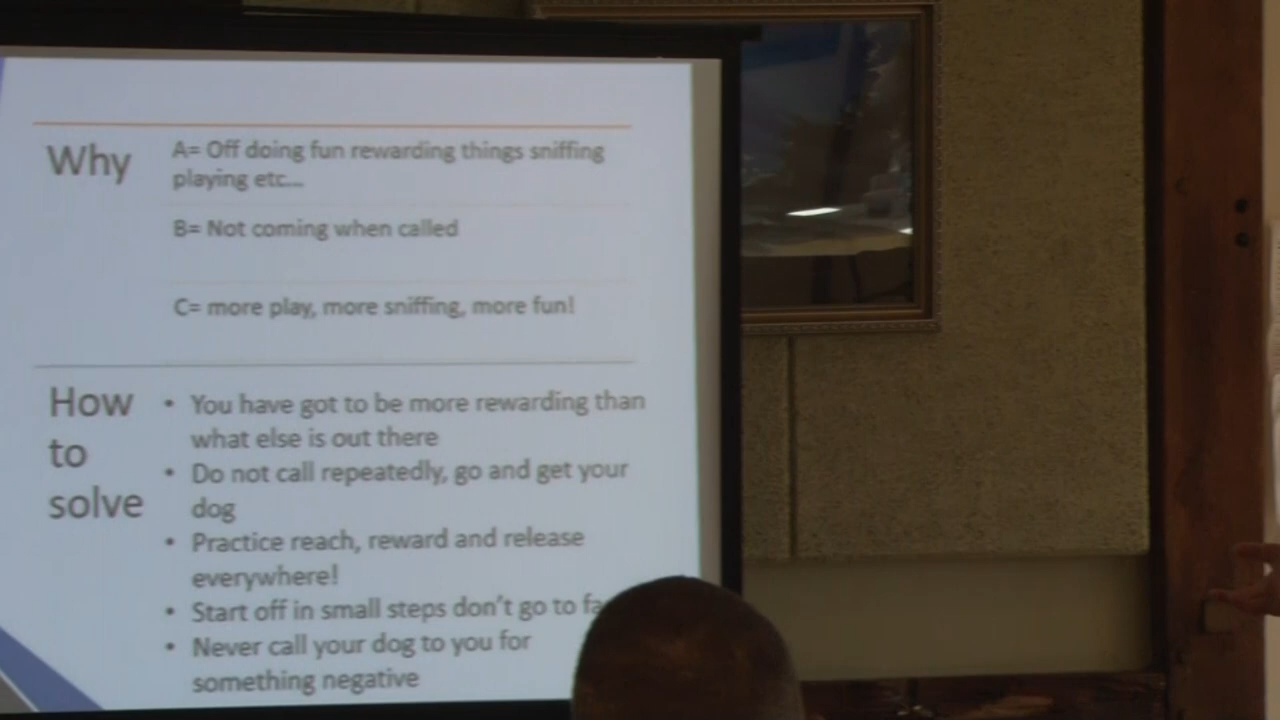 Why
A= Off doing fun rewarding things sniffing
playing etc...
B= Not coming when called
C= more play, more sniffing, more fun!
How
to
solve
• You have got to be more rewarding than
what else is out there
• Do not call repeatedly, go and get your
dog
• Practice reach, reward and release
everywhere!
• Start off in small steps don't go to
• Never call your dog to you for
something negative